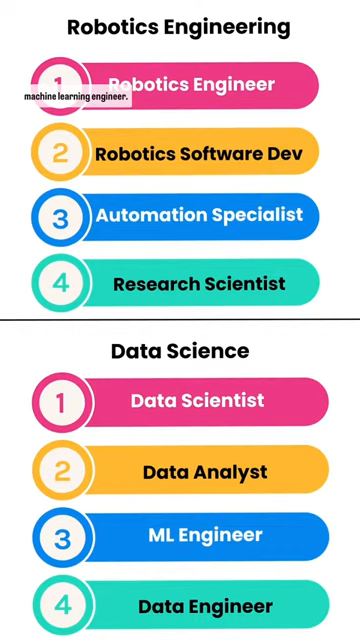 Robotics Engineering
1 Robotics Engineer
machine learning engineer.
2 Robotics Software Dev
3 Automation Specialist
4 Research Scientist
Data Science
1 Data Scientist
2 Data Analyst
3 ML Engineer
4 Data Engineer